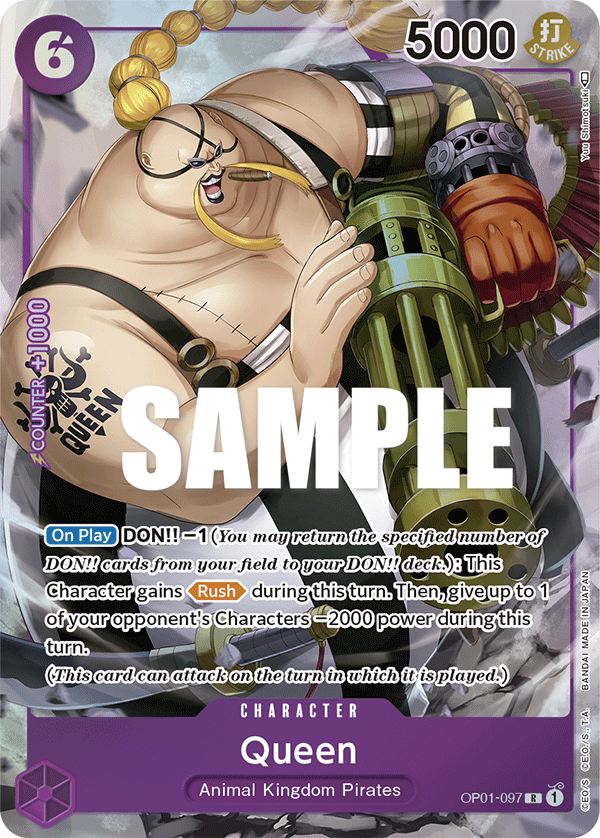 6
5000
打
STRIKE
Yuu Shimotsuki
COUNTER +1000
QUEEN
SAMPLE
On Play DON!! −1 (You may return the specified number of
DON!! cards from your field to your DON!! deck.): This
Character gains Rush during this turn. Then, give up to 1
of your opponent's Characters −2000 power during this
turn.
(This card can attack on the turn in which it is played.)
CHARACTER
Queen
Animal Kingdom Pirates
OP01-097 R 1
©E.O./S. ©E.O./S., T.A. BANDAI MADE IN JAPAN